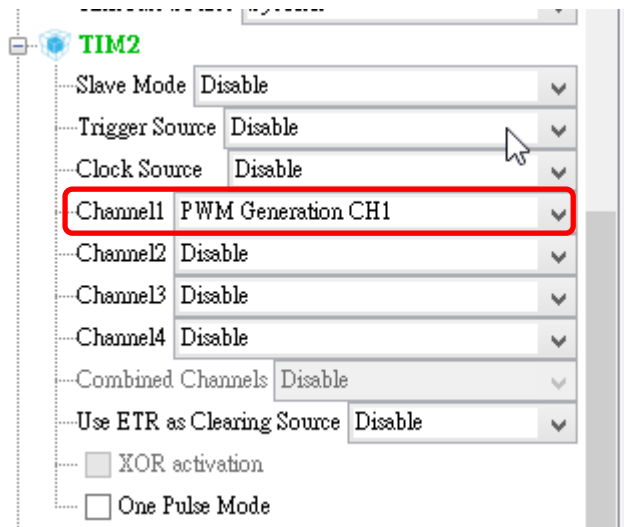 TIM2
Slave Mode Disable
Trigger Source Disable
Clock Source Disable
Channel1 PWM Generation CH1
Channel2 Disable
Channel3 Disable
Channel4 Disable
Combined Channels Disable
Use ETR as Clearing Source Disable
XOR activation
One Pulse Mode